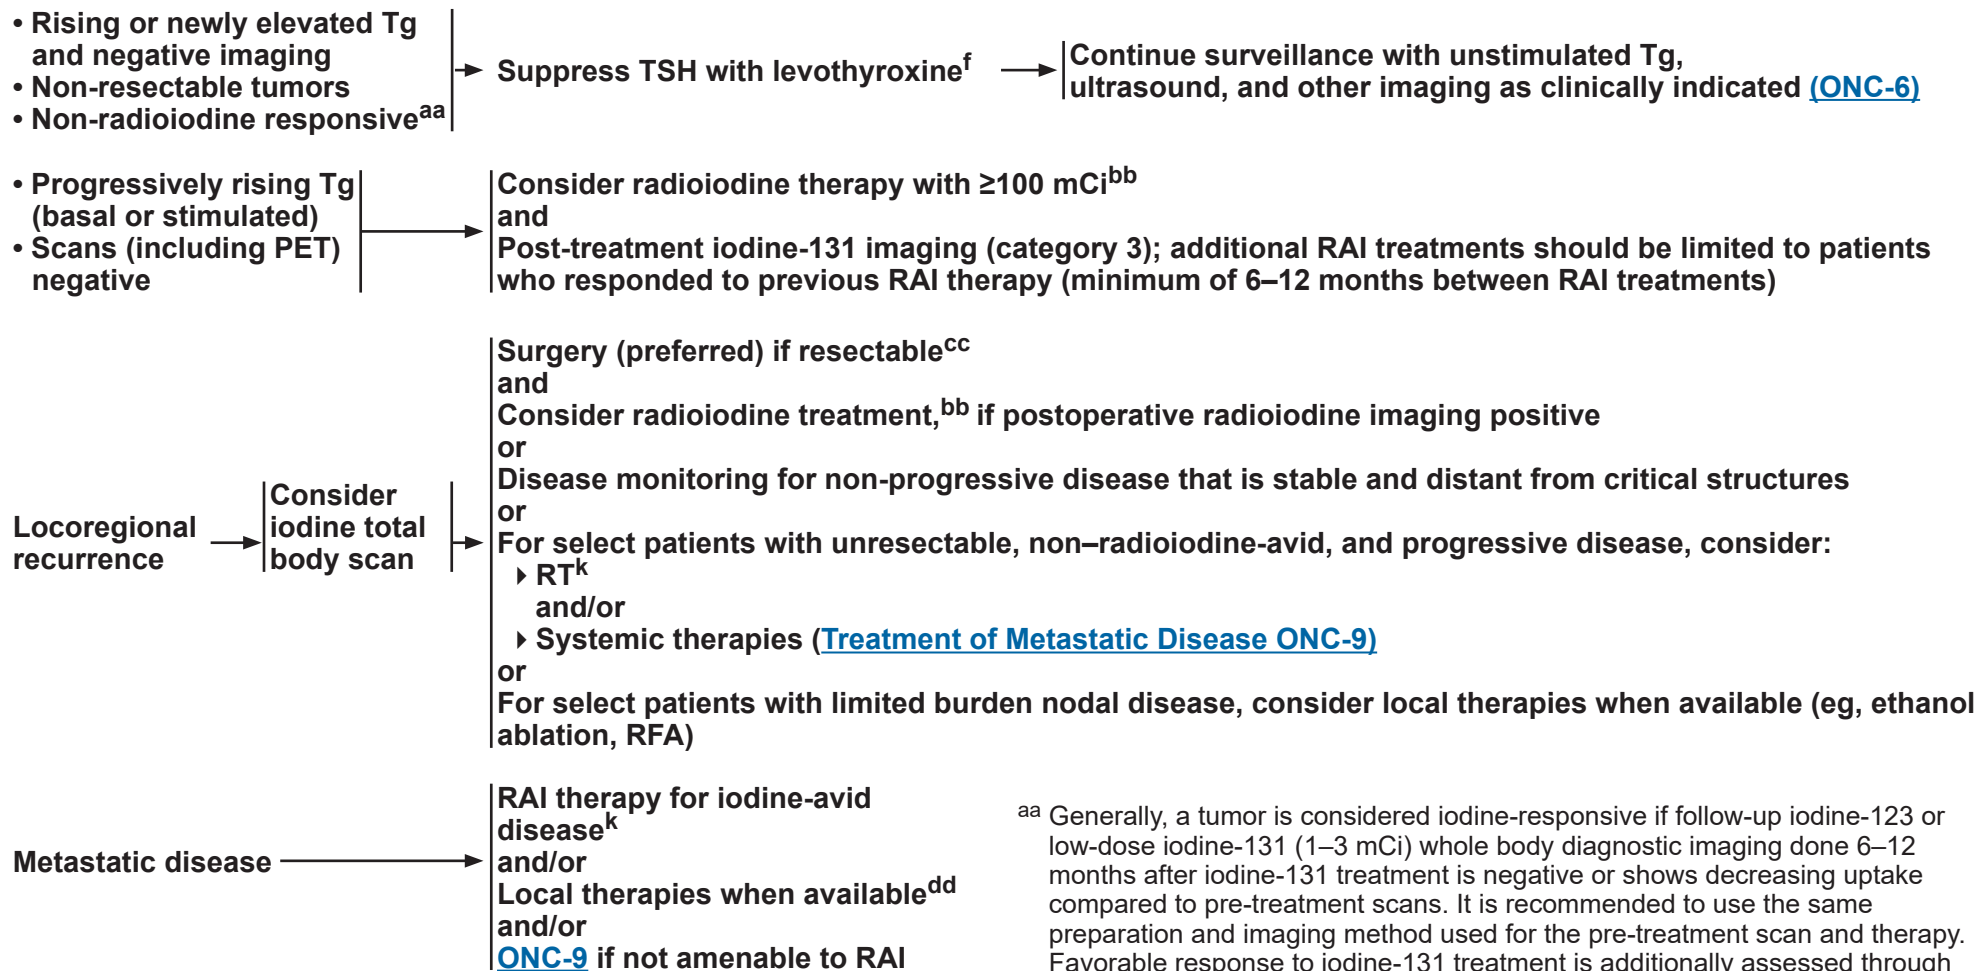 • Rising or newly elevated Tg
and negative imaging
• Non-resectable tumors
• Non-radioiodine responsiveaa
Suppress TSH with levothyroxinef
Continue surveillance with unstimulated Tg,
ultrasound, and other imaging as clinically indicated (ONC-6)
• Progressively rising Tg
(basal or stimulated)
• Scans (including PET)
negative
Consider radioiodine therapy with ≥100 mCibb
and
Post-treatment iodine-131 imaging (category 3); additional RAI treatments should be limited to patients
who responded to previous RAI therapy (minimum of 6–12 months between RAI treatments)
Locoregional
recurrence
Consider
iodine total
body scan
Surgery (preferred) if resectablecc
and
Consider radioiodine treatment,bb if postoperative radioiodine imaging positive
or
Disease monitoring for non-progressive disease that is stable and distant from critical structures
or
For select patients with unresectable, non–radioiodine-avid, and progressive disease, consider:
RTk
and/or
Systemic therapies (Treatment of Metastatic Disease ONC-9)
or
For select patients with limited burden nodal disease, consider local therapies when available (eg, ethanol
ablation, RFA)
Metastatic disease
RAI therapy for iodine-avid
diseasek
and/or
Local therapies when availabledd
and/or
ONC-9 if not amenable to RAI
aa Generally, a tumor is considered iodine-responsive if follow-up iodine-123 or
low-dose iodine-131 (1–3 mCi) whole body diagnostic imaging done 6–12
months after iodine-131 treatment is negative or shows decreasing uptake
compared to pre-treatment scans. It is recommended to use the same
preparation and imaging method used for the pre-treatment scan and therapy.
Favorable response to iodine-131 treatment is additionally assessed through